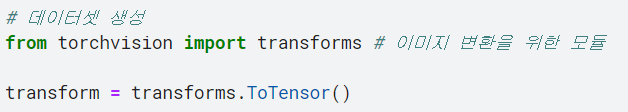 # 데이터셋 생성
from torchvision import transforms # 이미지 변환을 위한 모듈
transform = transforms.ToTensor()